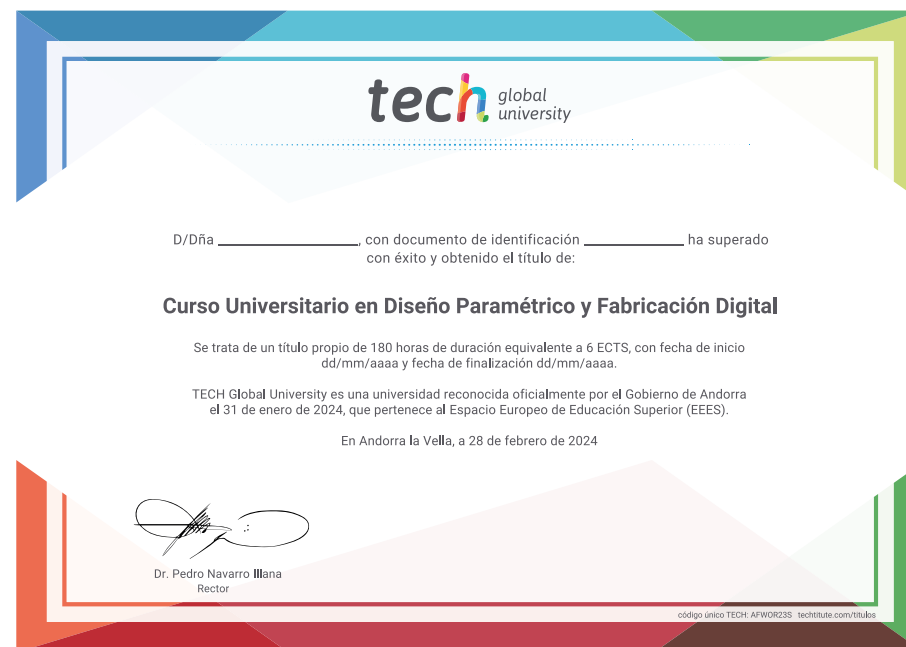 tech global
university
D/Dña ____________, con documento de identificación ____________ ha superado
con éxito y obtenido el título de:
Curso Universitario en Diseño Paramétrico y Fabricación Digital
Se trata de un título propio de 180 horas de duración equivalente a 6 ECTS, con fecha de inicio
dd/mm/aaaa y fecha de finalización dd/mm/aaaa.
TECH Global University es una universidad reconocida oficialmente por el Gobierno de Andorra
el 31 de enero de 2024, que pertenece al Espacio Europeo de Educación Superior (EEES).
En Andorra la Vella, a 28 de febrero de 2024
Dr. Pedro Navarro Illana
Rector
código único TECH: AFWOR23S techtitute.com/titulos